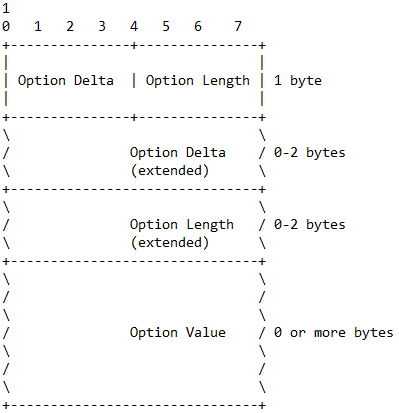 1
0   1   2   3   4   5   6   7
+---------------+---------------+
|                               |
| Option Delta  | Option Length | 1 byte
|                               |
+---------------+---------------+
\                               \
/               Option Delta    / 0-2 bytes
\               (extended)      \
+-------------------------------+
\                               \
/               Option Length   / 0-2 bytes
\               (extended)      \
+-------------------------------+
\                               \
/                               /
\                               \
/               Option Value    / 0 or more bytes
\                               \
/                               /
\                               \
+-------------------------------+